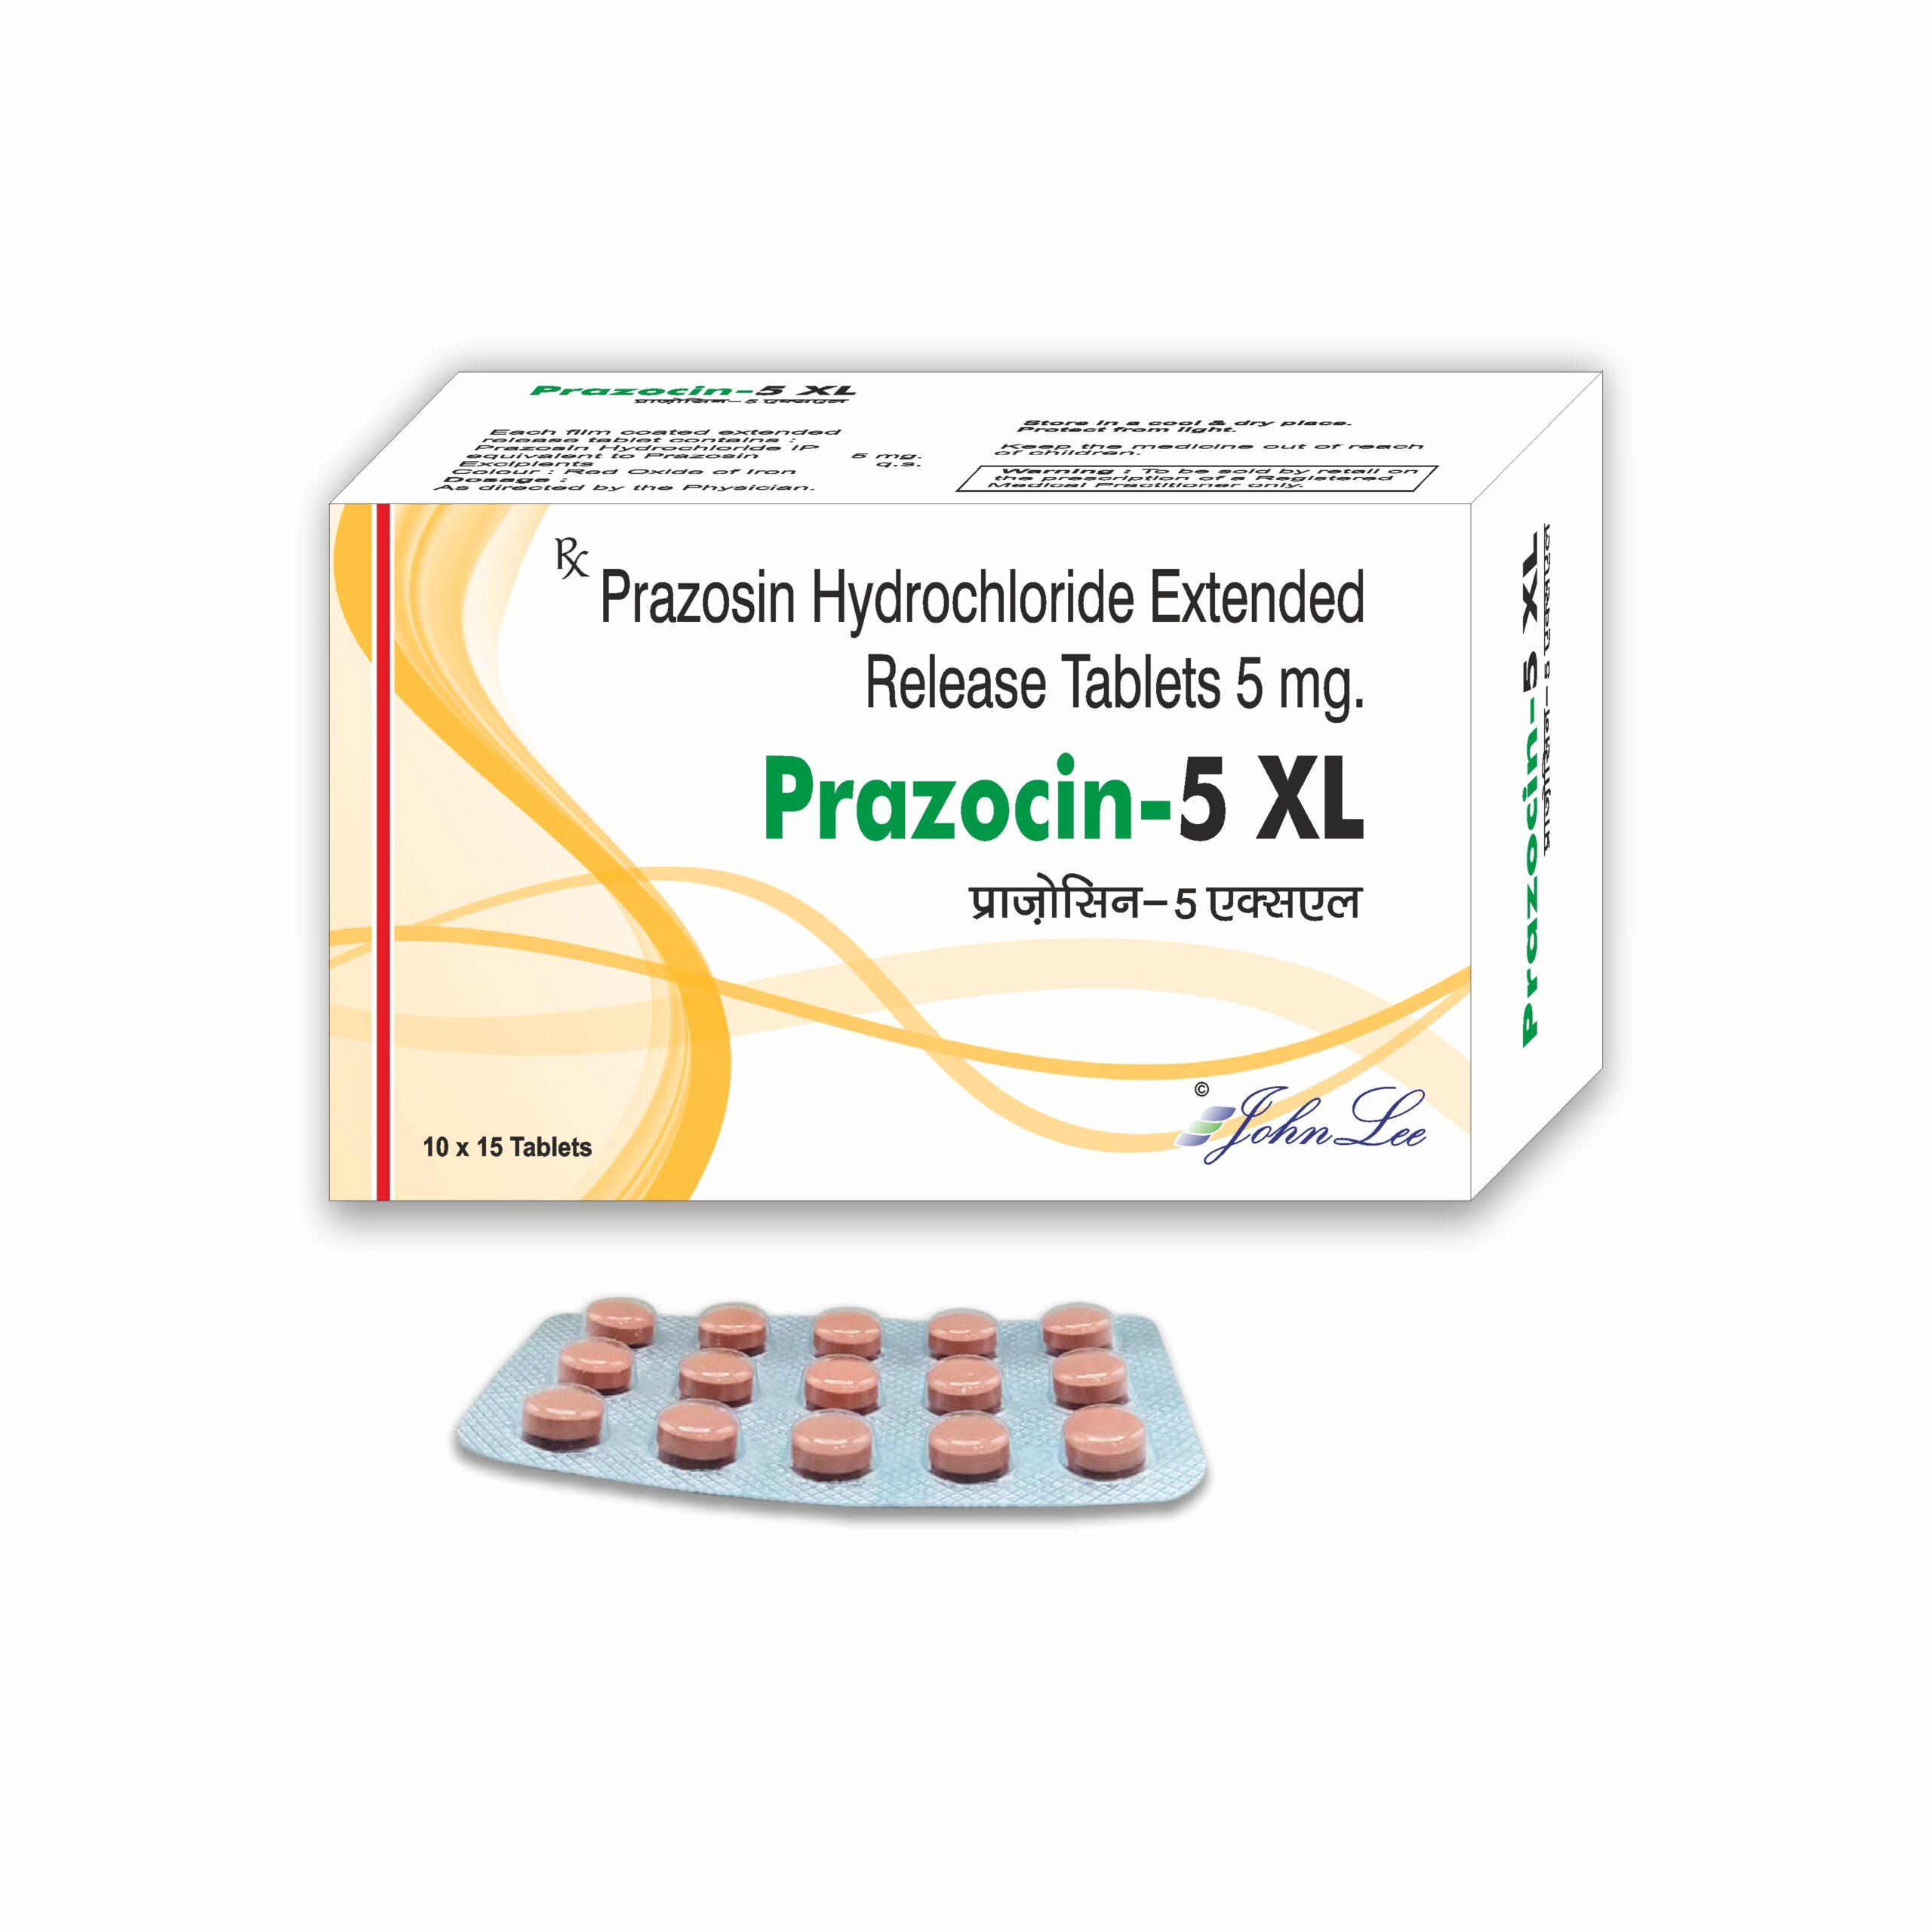 Prazocin-5 XL
प्राज़ोसिन–5 एक्सएल
Each film coated extended
release tablet contains :
Prazosin Hydrochloride IP
equivalent to Prazosin 5 mg.
Excipients q.s.
Colour : Red Oxide of Iron
Dosage :
As directed by the Physician.
Store in a cool & dry place.
Protect from light.
Keep the medicine out of reach
of children.
Warning : To be sold by retail on
the prescription of a Registered
Medical Practitioner only.
Rx
Prazosin Hydrochloride Extended
Release Tablets 5 mg.
Prazocin-5 XL
प्राज़ोसिन–5 एक्सएल
10 x 15 Tablets
©
John Lee
Prazocin-5 XL
प्राज़ोसिन–5 एक्सएल